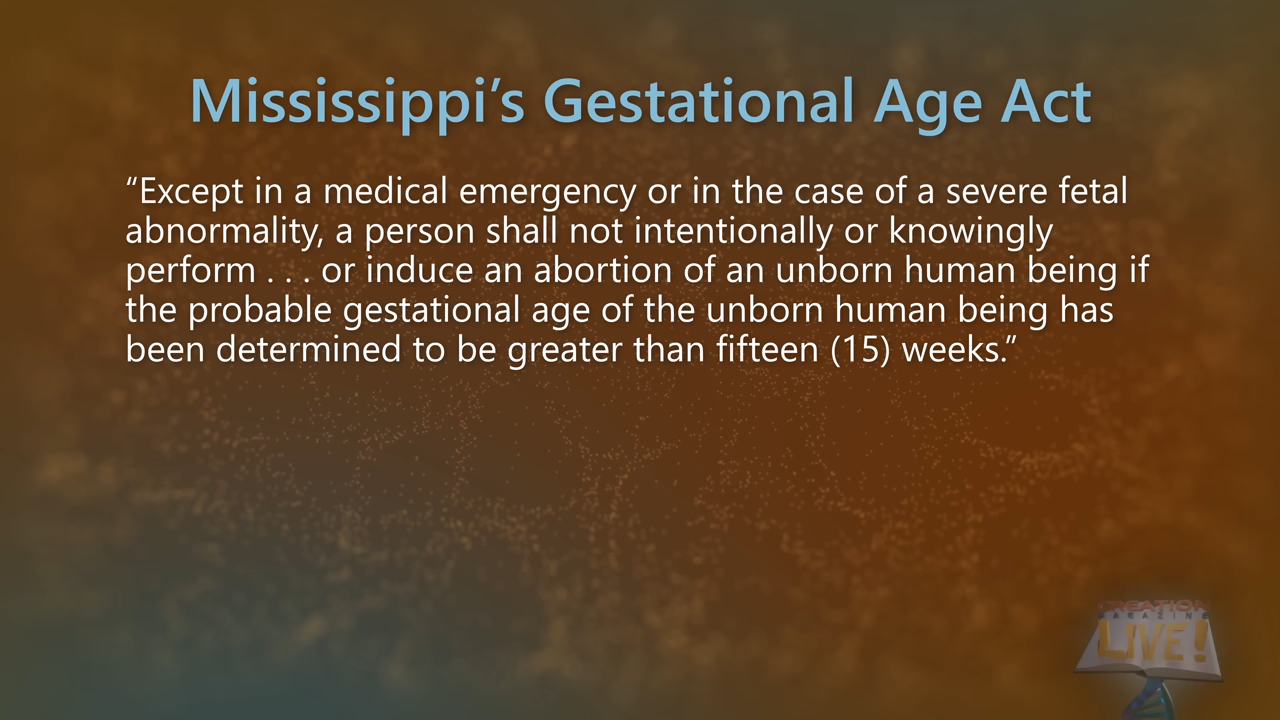 Mississippi’s Gestational Age Act
“Except in a medical emergency or in the case of a severe fetal
abnormality, a person shall not intentionally or knowingly
perform . . . or induce an abortion of an unborn human being if
the probable gestational age of the unborn human being has
been determined to be greater than fifteen (15) weeks.”
CREATION
MAGAZINE
LIVE!